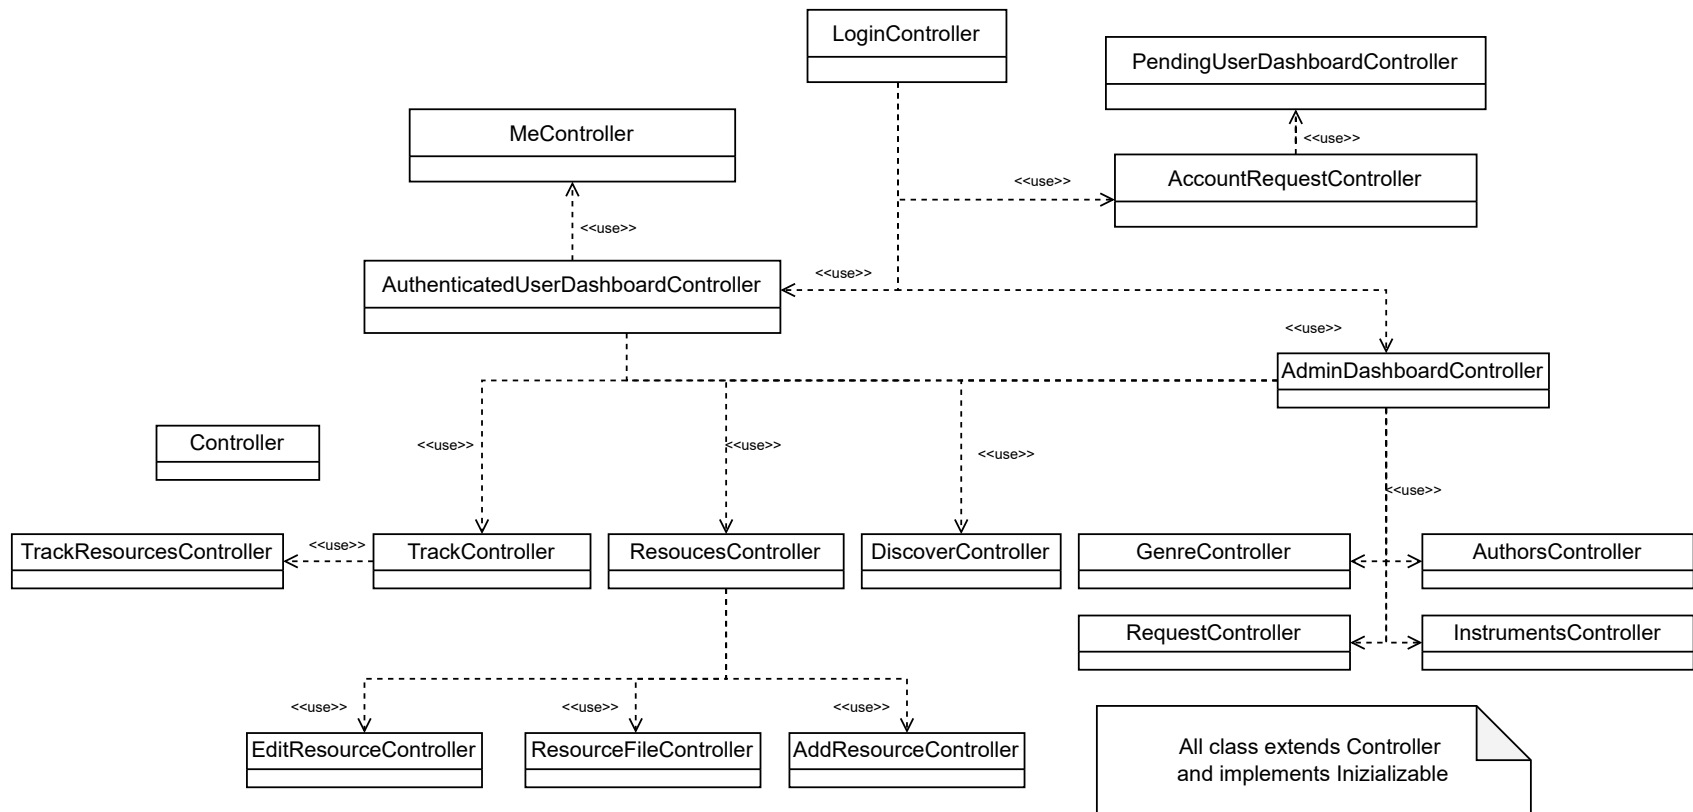 LoginController
PendingUserDashboardController
MeController
<<use>>
AccountRequestController
<<use>>
<<use>>
AuthenticatedUserDashboardController
<<use>>
<<use>>
AdminDashboardController
Controller
<<use>>
<<use>>
<<use>>
<<use>>
TrackResourcesController
<<use>>
TrackController
ResoucesController
DiscoverController
GenreController
AuthorsController
RequestController
InstrumentsController
<<use>>
<<use>>
<<use>>
EditResourceController
ResourceFileController
AddResourceController
All class extends Controller
and implements Inizializable